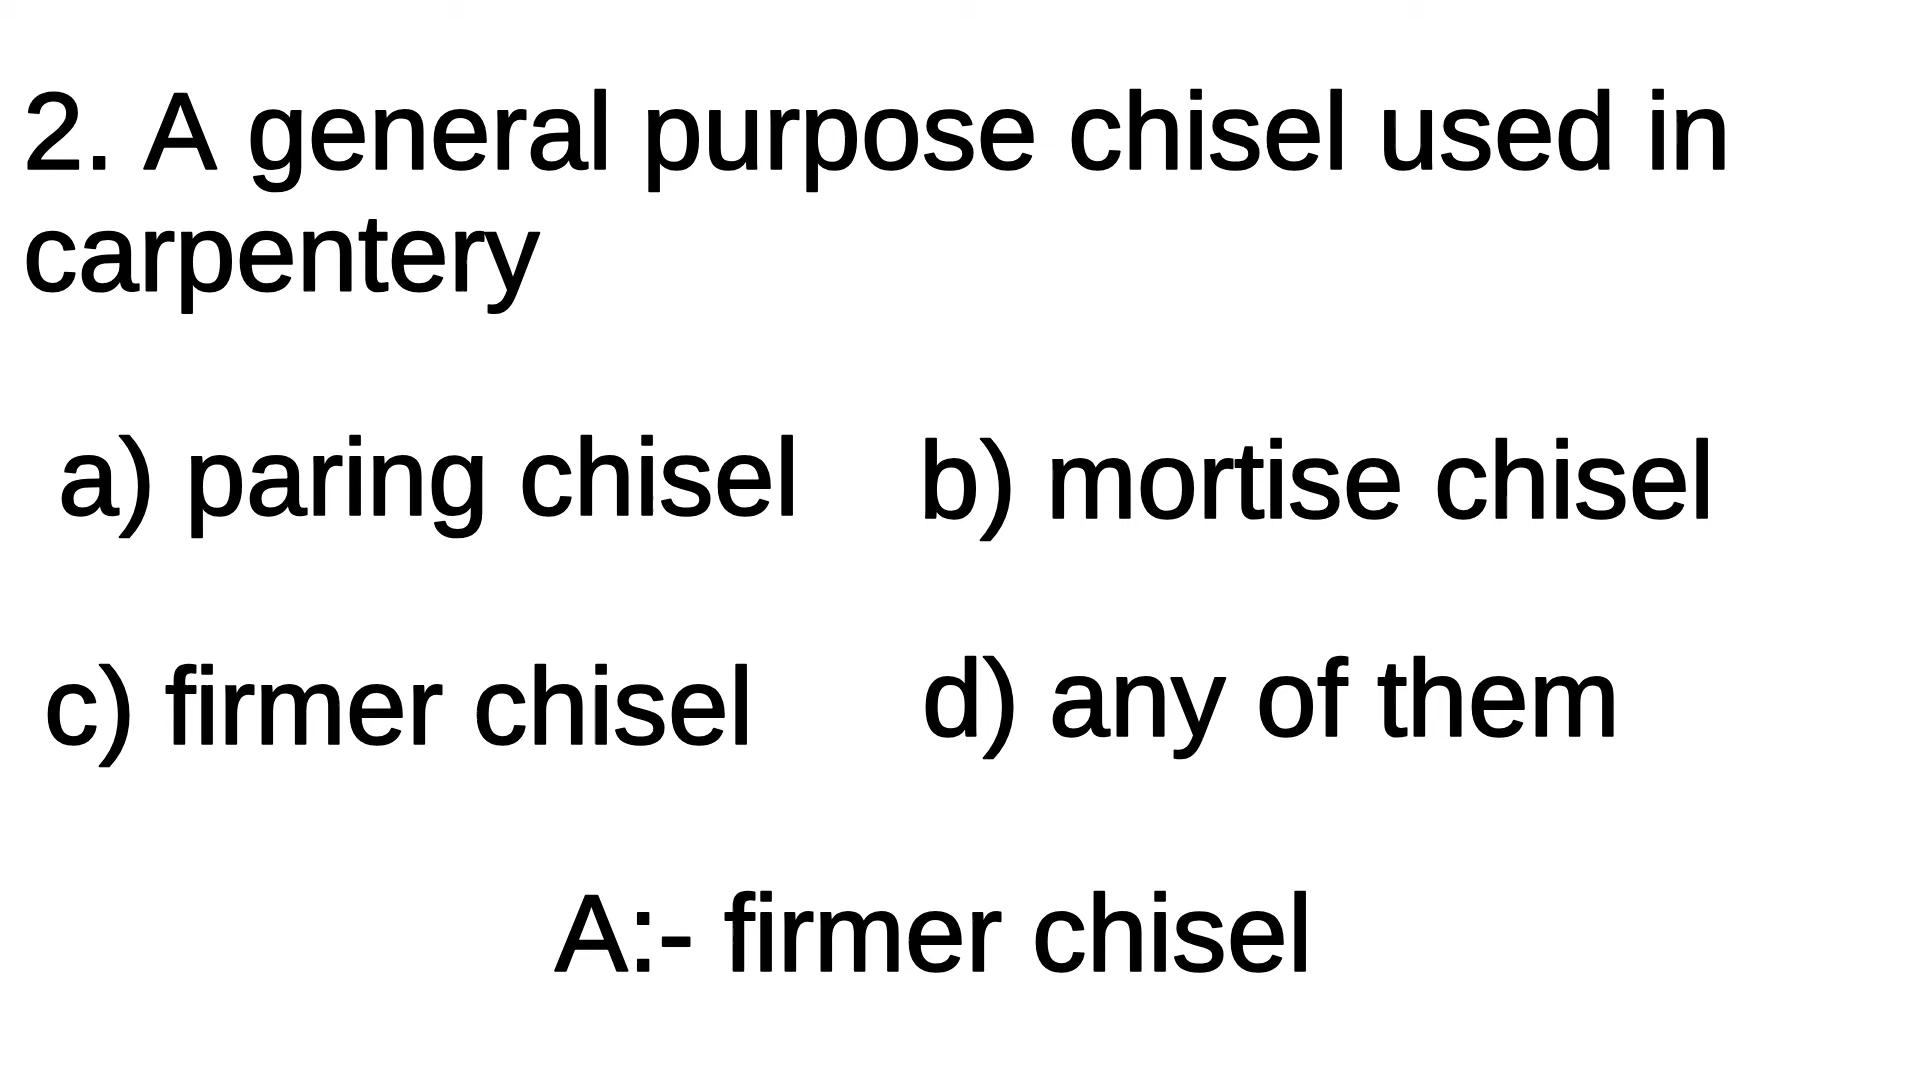 2. A general purpose chisel used in
carpentery
a) paring chisel b) mortise chisel
c) firmer chisel d) any of them
A:- firmer chisel